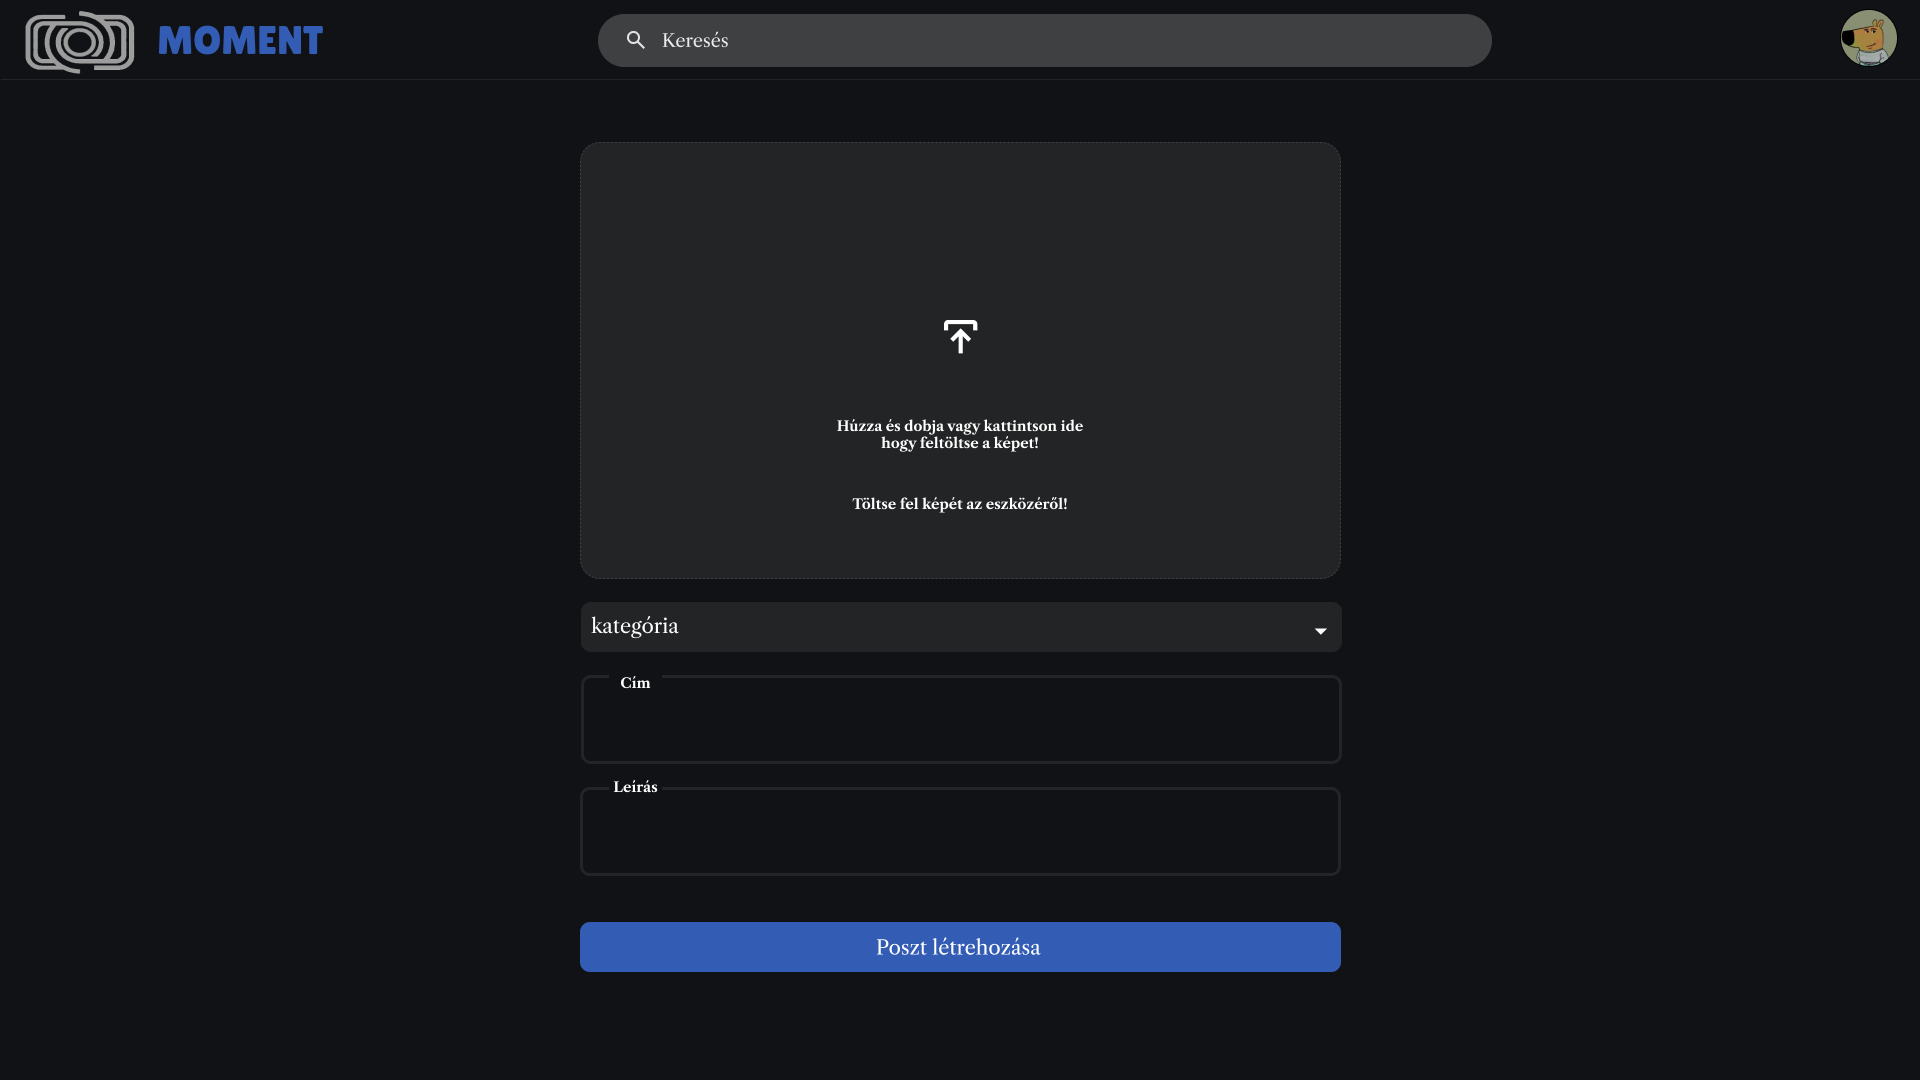 MOMENT
Keresés
Húzza és dobja vagy kattintson ide
hogy feltöltse a képet!
Töltse fel képét az eszközéről!
kategória
Cím
Leírás
Poszt létrehozása